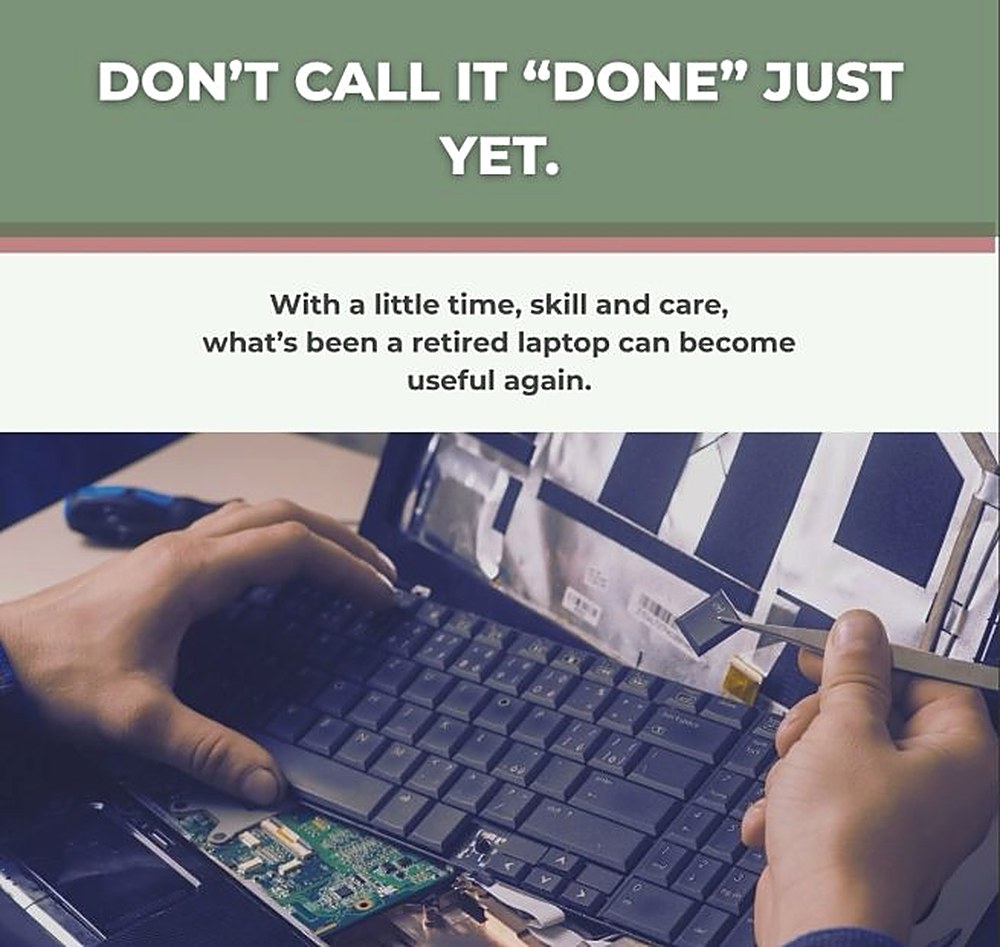 DON’T CALL IT “DONE” JUST
YET.
With a little time, skill and care,
what’s been a retired laptop can become
useful again.